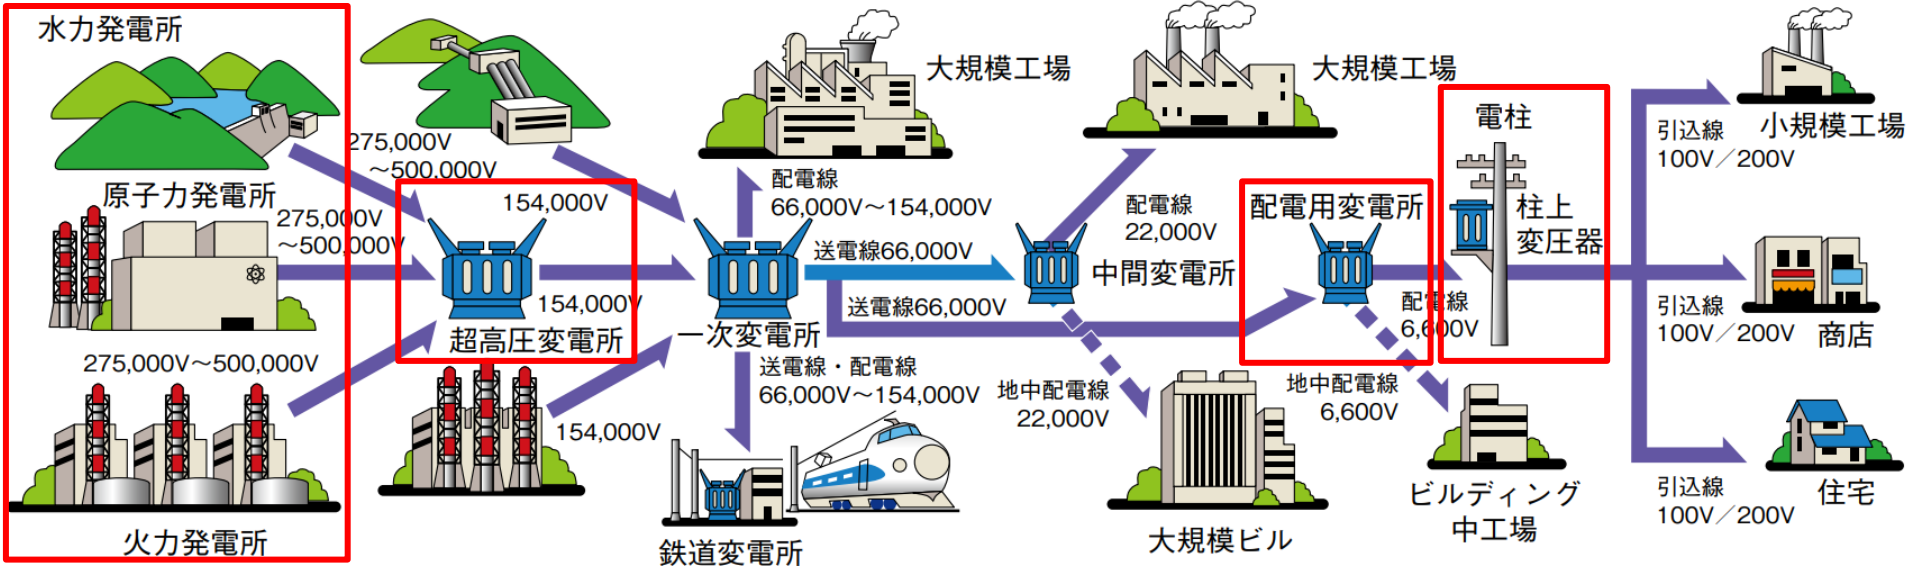 水力発電所
275,000V
～500,000V
大規模工場
大規模工場
電柱
引込線
100V／200V
小規模工場
原子力発電所
275,000V
～500,000V
154,000V
配電線
66,000V～154,000V
配電線
22,000V
配電用変電所
柱上
変圧器
送電線66,000V
中間変電所
154,000V
送電線66,000V
配電線
6,600V
引込線
100V／200V
商店
超高圧変電所
一次変電所
275,000V～500,000V
送電線・配電線
66,000V～154,000V
地中配電線
22,000V
地中配電線
6,600V
154,000V
引込線
100V／200V
住宅
ビルディング
中工場
火力発電所
鉄道変電所
大規模ビル